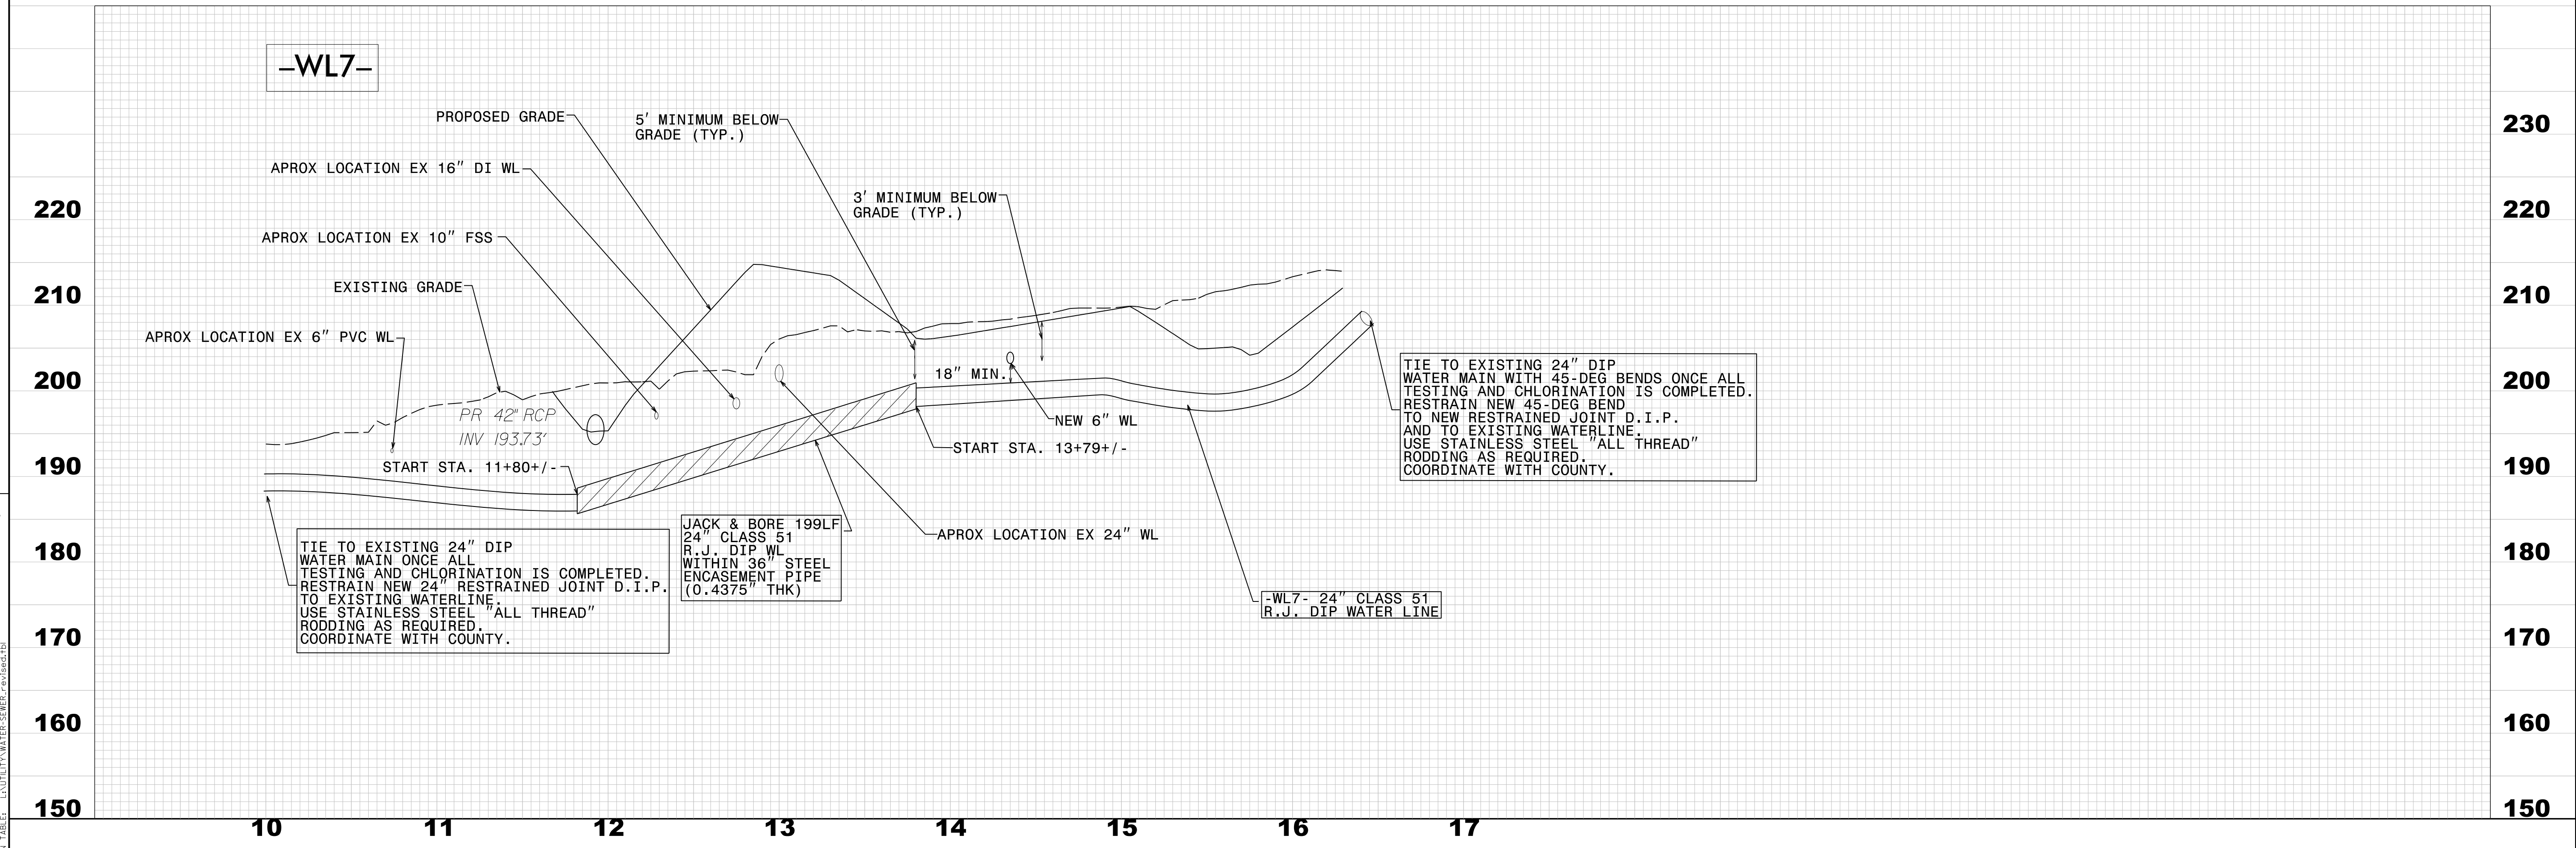 –WL7–
PROPOSED GRADE
5' MINIMUM BELOW
GRADE (TYP.)
APROX LOCATION EX 16" DI WL
3' MINIMUM BELOW
GRADE (TYP.)
APROX LOCATION EX 10" FSS
EXISTING GRADE
APROX LOCATION EX 6" PVC WL
18" MIN.
PR 42" RCP
INV 193.73'
NEW 6" WL
START STA. 13+79+/-
START STA. 11+80+/-
TIE TO EXISTING 24" DIP
WATER MAIN WITH 45-DEG BENDS ONCE ALL
TESTING AND CHLORINATION IS COMPLETED.
RESTRAIN NEW 45-DEG BEND
TO NEW RESTRAINED JOINT D.I.P.
AND TO EXISTING WATERLINE.
USE STAINLESS STEEL "ALL THREAD"
RODDING AS REQUIRED.
COORDINATE WITH COUNTY.
TIE TO EXISTING 24" DIP
WATER MAIN ONCE ALL
TESTING AND CHLORINATION IS COMPLETED.
RESTRAIN NEW 24" RESTRAINED JOINT D.I.P.
TO EXISTING WATERLINE.
USE STAINLESS STEEL "ALL THREAD"
RODDING AS REQUIRED.
COORDINATE WITH COUNTY.
JACK & BORE 199LF
24" CLASS 51
R.J. DIP WL
WITHIN 36" STEEL
ENCASEMENT PIPE
(0.4375" THK)
APROX LOCATION EX 24" WL
-WL7- 24" CLASS 51
R.J. DIP WATER LINE
220
210
200
190
180
170
160
150
230
220
210
200
190
180
170
160
150
10 11 12 13 14 15 16 17
TABLE: L:\UTILITY\WATER-SEWER_revised.tbl